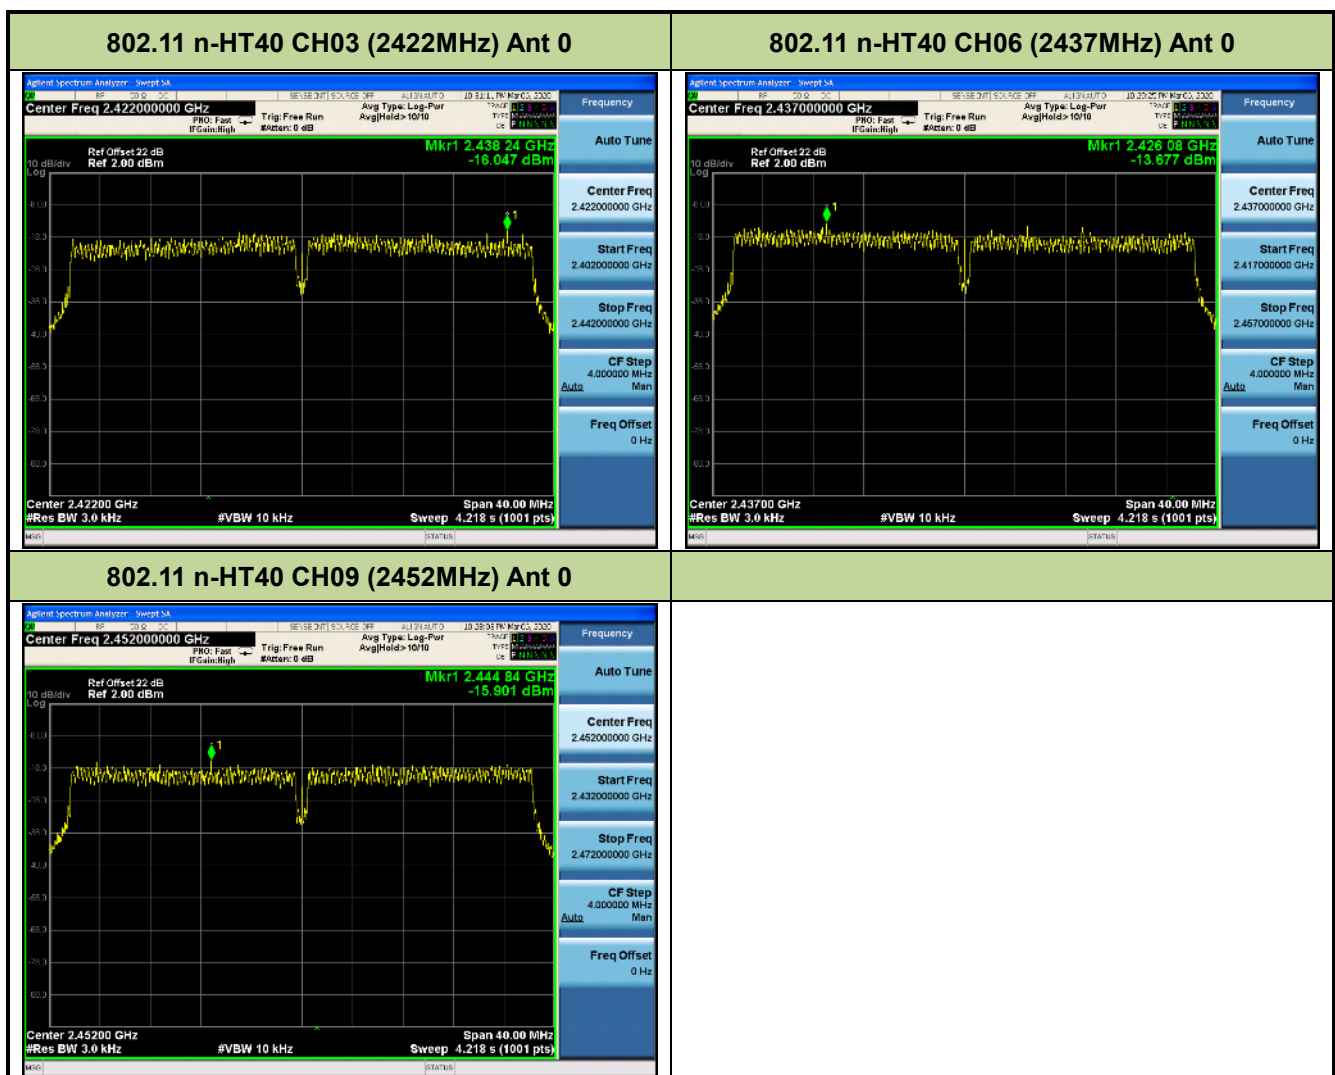 802.11 n-HT40 CH03 (2422MHz) Ant 0
Agilent Spectrum Analyzer - Swept SA
Center Freq 2.422000000 GHz
PNO: Fast
IFGain:High
Trig: Free Run
#Atten: 0 dB
Avg Type: Log-Pwr
Avg|Hold:>10/10
Frequency
Auto Tune
Mkr1 2.438 24 GHz
-16.047 dBm
Ref Offset 22 dB
10 dB/div Ref 2.00 dBm
Log
1
Center Freq
2.422000000 GHz
Start Freq
2.402000000 GHz
Stop Freq
2.442000000 GHz
CF Step
4.000000 MHz
Auto Man
Freq Offset
0 Hz
Center 2.42200 GHz
Span 40.00 MHz
#Res BW 3.0 kHz
#VBW 10 kHz
Sweep 4.218 s (1001 pts)
MSG
STATUS
802.11 n-HT40 CH06 (2437MHz) Ant 0
Agilent Spectrum Analyzer - Swept SA
Center Freq 2.437000000 GHz
PNO: Fast
IFGain:High
Trig: Free Run
#Atten: 0 dB
Avg Type: Log-Pwr
Avg|Hold:>10/10
Frequency
Auto Tune
Mkr1 2.426 08 GHz
-13.677 dBm
Ref Offset 22 dB
10 dB/div Ref 2.00 dBm
Log
1
Center Freq
2.437000000 GHz
Start Freq
2.417000000 GHz
Stop Freq
2.457000000 GHz
CF Step
4.000000 MHz
Auto Man
Freq Offset
0 Hz
Center 2.43700 GHz
Span 40.00 MHz
#Res BW 3.0 kHz
#VBW 10 kHz
Sweep 4.218 s (1001 pts)
MSG
STATUS
802.11 n-HT40 CH09 (2452MHz) Ant 0
Agilent Spectrum Analyzer - Swept SA
Center Freq 2.452000000 GHz
PNO: Fast
IFGain:High
Trig: Free Run
#Atten: 0 dB
Avg Type: Log-Pwr
Avg|Hold:>10/10
Frequency
Auto Tune
Mkr1 2.444 84 GHz
-15.901 dBm
Ref Offset 22 dB
10 dB/div Ref 2.00 dBm
Log
1
Center Freq
2.452000000 GHz
Start Freq
2.432000000 GHz
Stop Freq
2.472000000 GHz
CF Step
4.000000 MHz
Auto Man
Freq Offset
0 Hz
Center 2.45200 GHz
Span 40.00 MHz
#Res BW 3.0 kHz
#VBW 10 kHz
Sweep 4.218 s (1001 pts)
MSG
STATUS